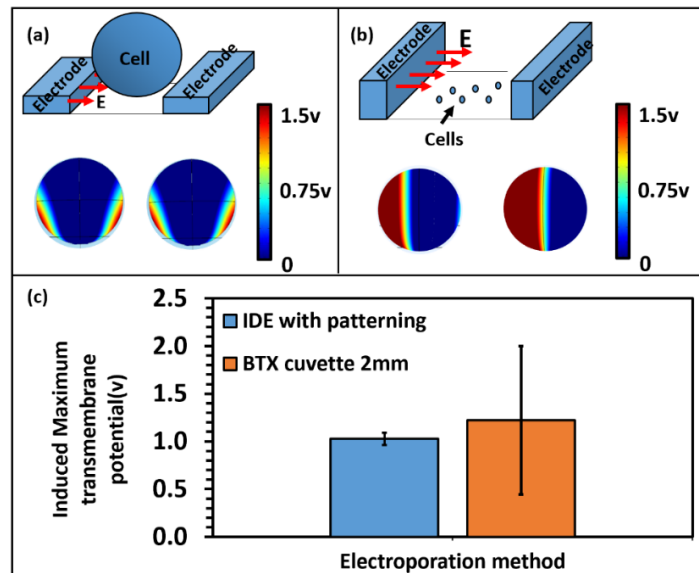 (a)
Cell
Electrode
Electrode
E
1.5v
0.75v
0
(b)
E
Electrode
Electrode
Cells
1.5v
0.75v
0
(c)
2.5
2.0
1.5
1.0
0.5
0.0
IDE with patterning
BTX cuvette 2mm
Induced Maximum
transmembrane
potential(v)
Electroporation method